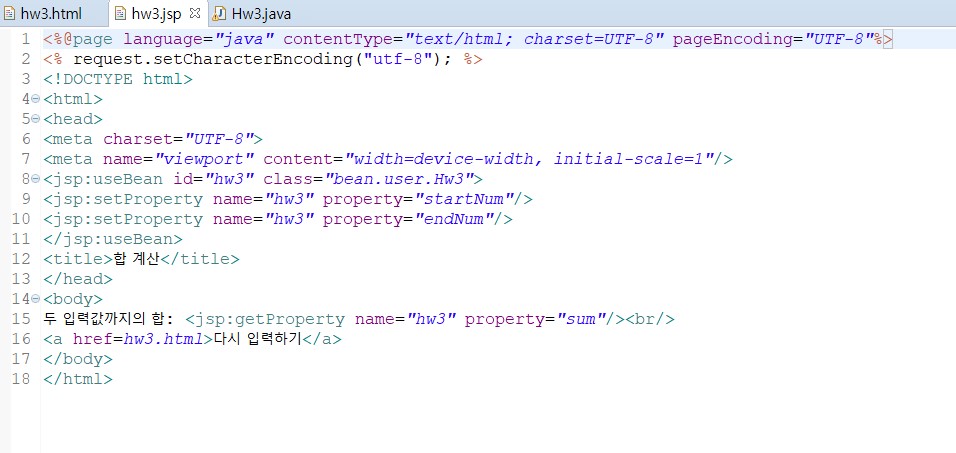 hw3.html hw3.jsp Hw3.java
1 <%@page language="java" contentType="text/html; charset=UTF-8" pageEncoding="UTF-8"%>
2 <% request.setCharacterEncoding("utf-8"); %>
3 <!DOCTYPE html>
4 <html>
5 <head>
6 <meta charset="UTF-8">
7 <meta name="viewport" content="width=device-width, initial-scale=1"/>
8 <jsp:useBean id="hw3" class="bean.user.Hw3">
9 <jsp:setProperty name="hw3" property="startNum"/>
10 <jsp:setProperty name="hw3" property="endNum"/>
11 </jsp:useBean>
12 <title>합 계산</title>
13 </head>
14 <body>
15 두 입력값까지의 합: <jsp:getProperty name="hw3" property="sum"/><br/>
16 <a href=hw3.html>다시 입력하기</a>
17 </body>
18 </html>